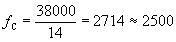 f_c = 38000/14 = 2714 ≈ 2500